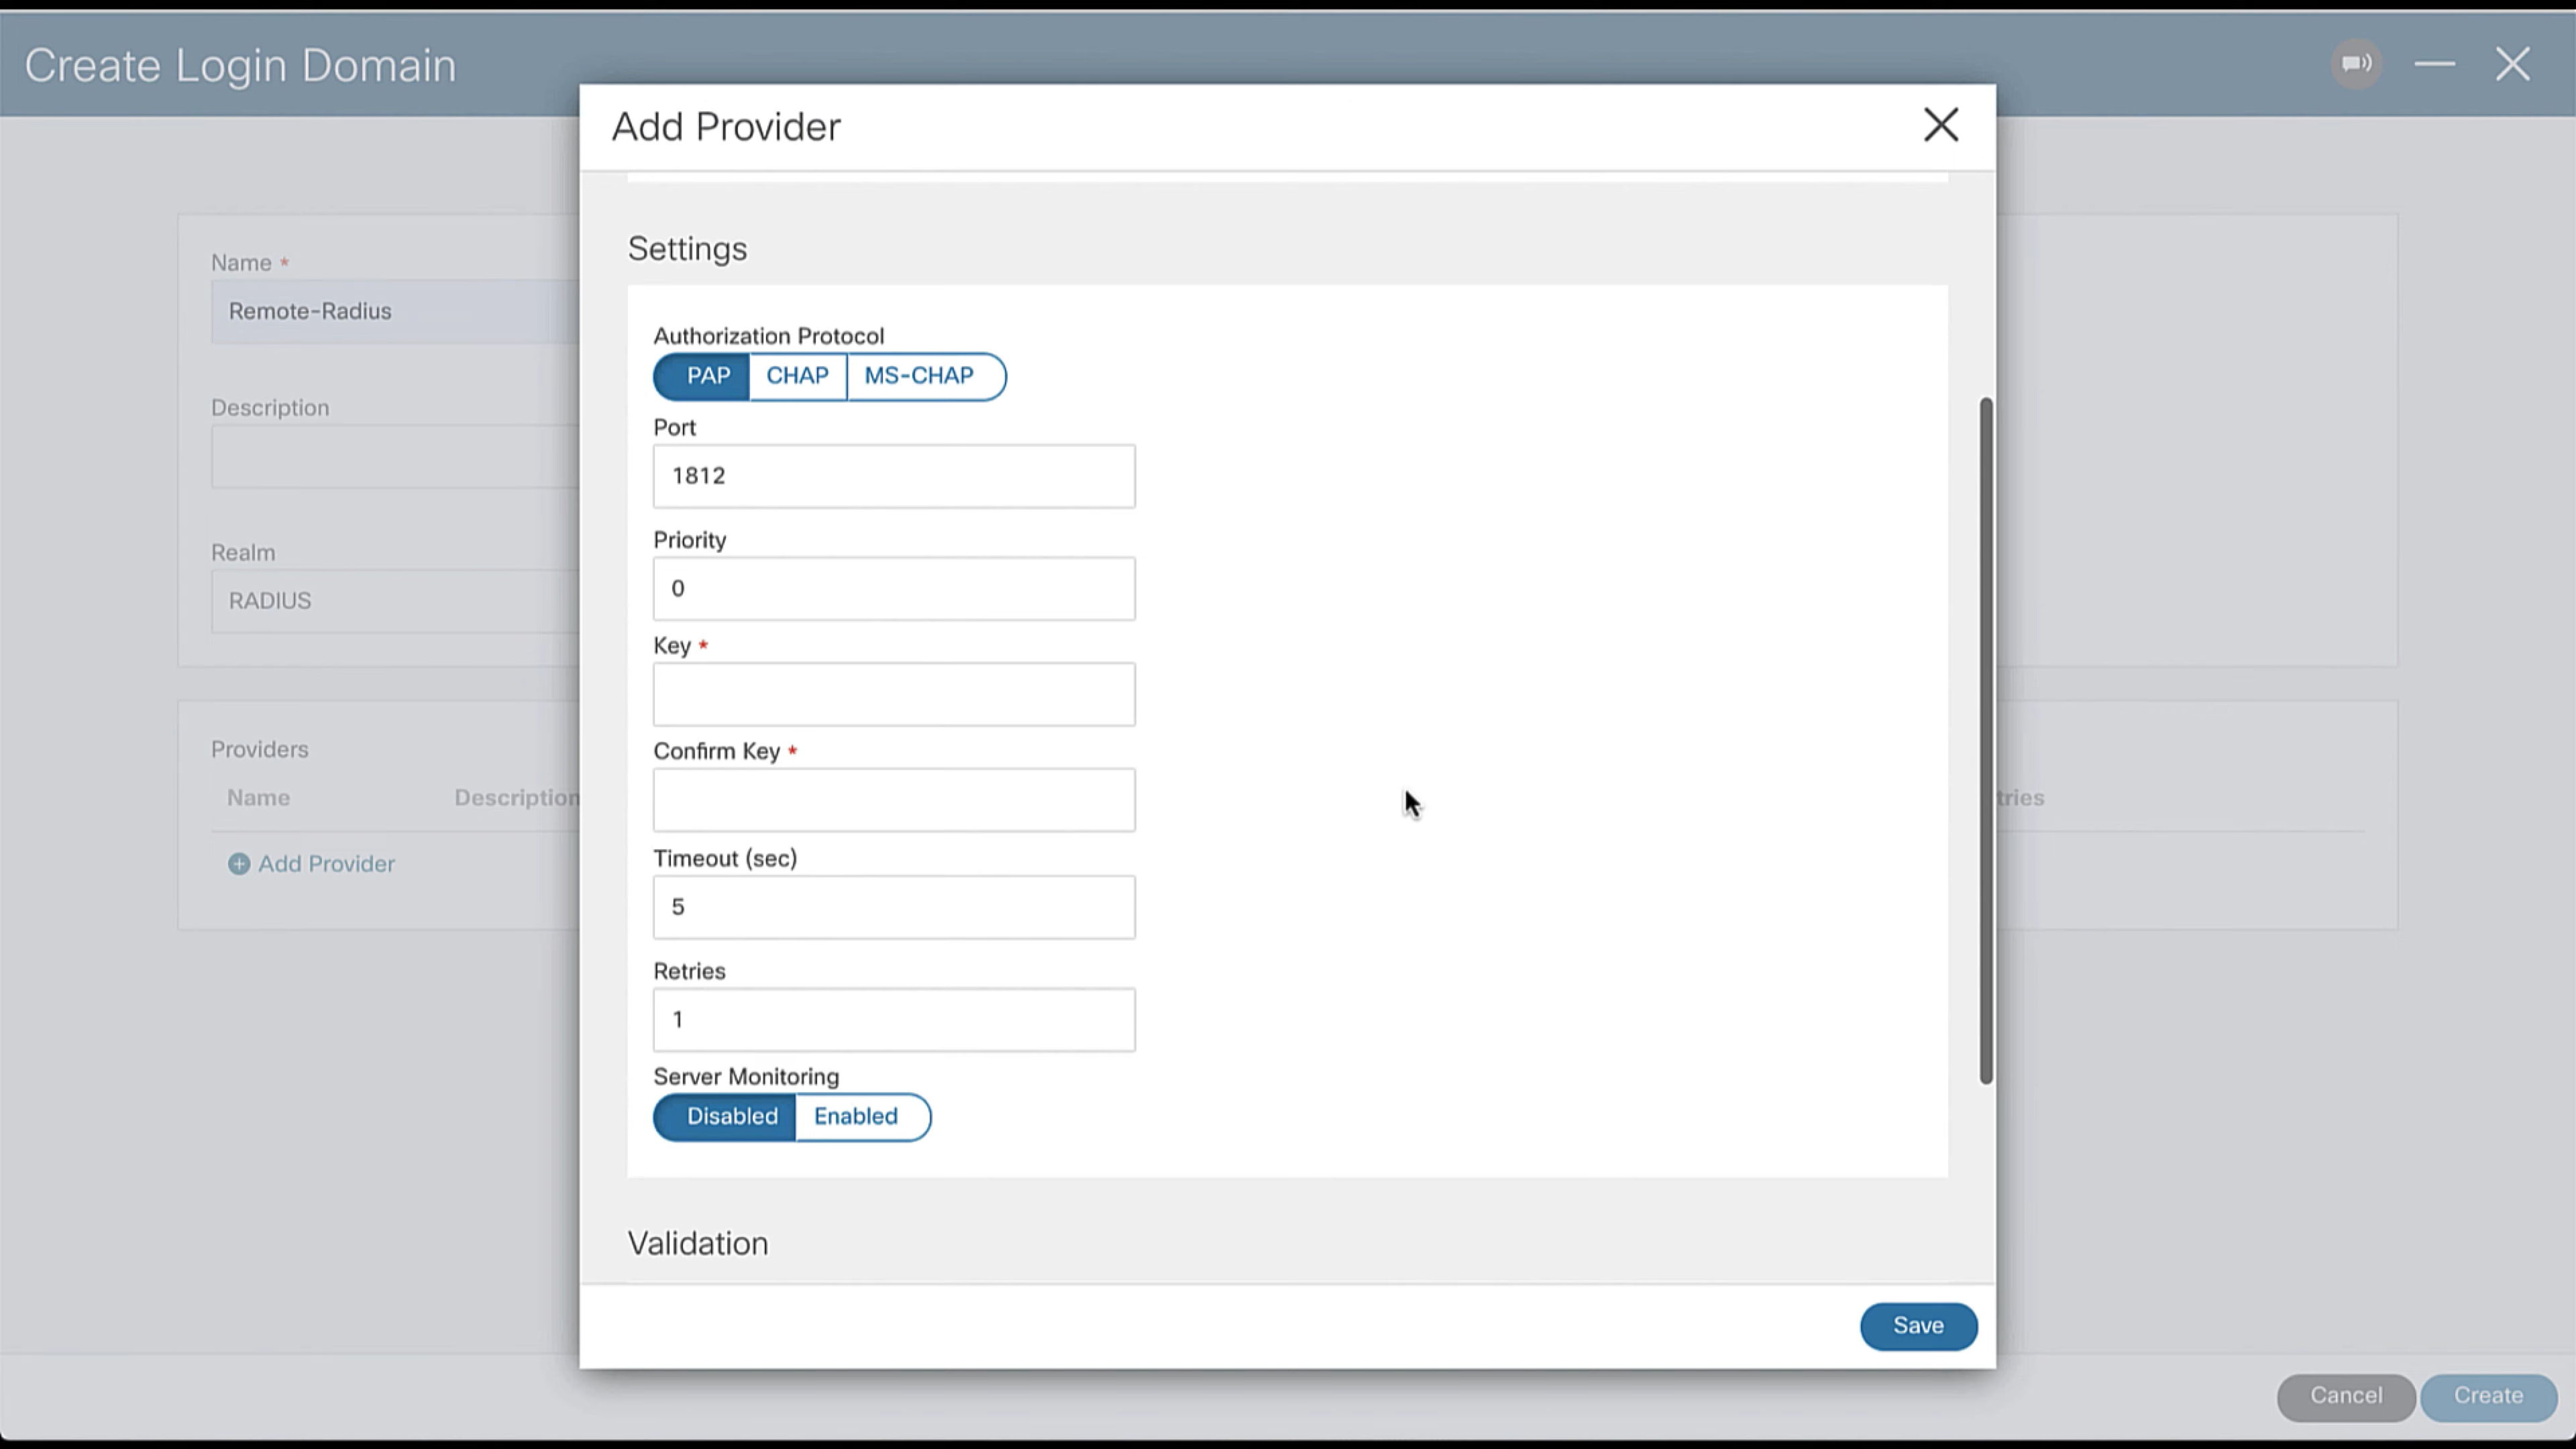 Create Login Domain
Name *
Remote-Radius
Description
Realm
RADIUS
Providers
Name Description tries
Add Provider
Add Provider
Settings
Authorization Protocol
PAP CHAP MS-CHAP
Port
1812
Priority
0
Key *
Confirm Key *
Timeout (sec)
5
Retries
1
Server Monitoring
Disabled Enabled
Validation
Save
Cancel Create